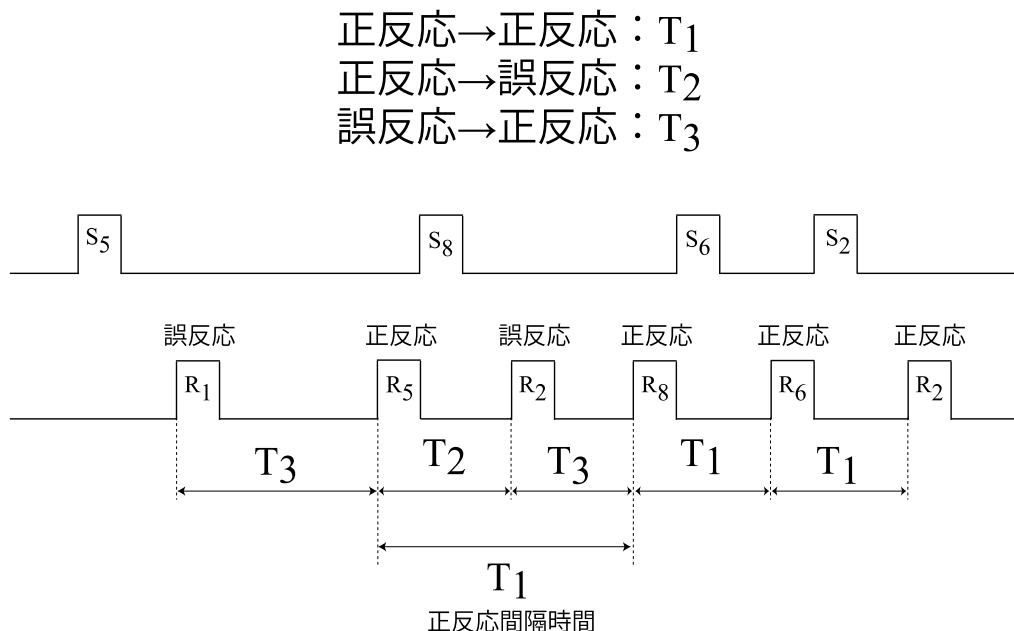 正反応→正反応：T1
正反応→誤反応：T2
誤反応→正反応：T3
S5 S8 S6 S2
誤反応 正反応 誤反応 正反応 正反応 正反応
R1 R5 R2 R8 R6 R2
T3 T2 T3 T1 T1
T1
正反応間隔時間